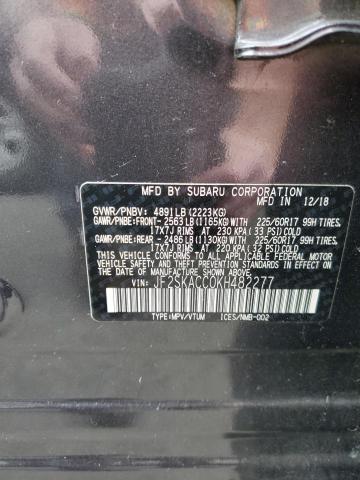 MFD BY SUBARU CORPORATION
GVWR/PNBV: 4891LB(2223KG) 12/18
GAWR/PNBE:FRONT- 2563LB(1165KG)WITH 225/60R17 99H TIRES
17X7J RIMS AT 230 KPA (33 PSI)COLD
GAWR/PNBE:REAR - 2486LB(1130KG)WITH 225/60R17 99H TIRES
17X7J RIMS AT 220 KPA (32 PSI)COLD
THIS VEHICLE CONFORMS TO ALL APPLICABLE FEDERAL MOTOR
VEHICLE SAFETY, BUMPER, AND THEFT PREVENTION STANDARDS
IN EFFECT ON THE DATE OF MANUFACTURE SHOWN ABOVE.
VIN: JF2SKACC0KH482277
TYPE:MPV/VTUM ICES/NMB-002